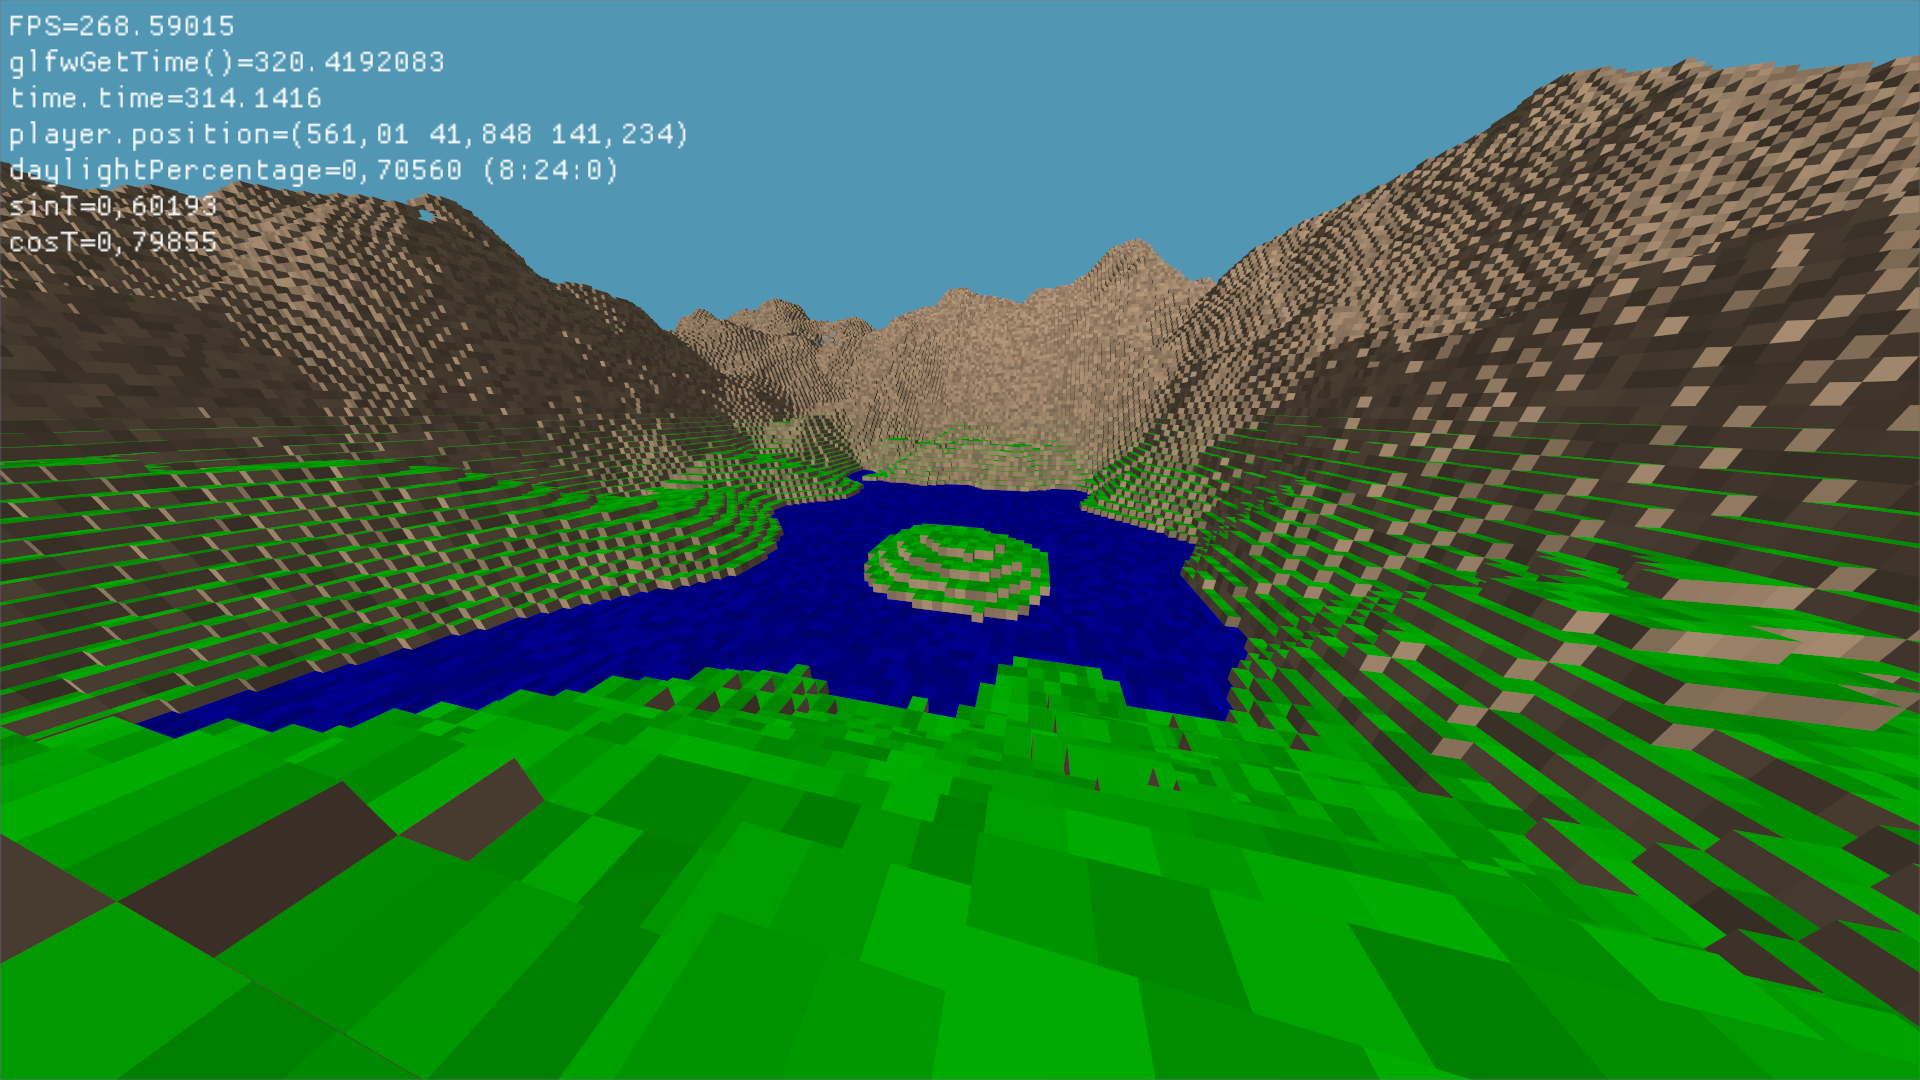 FPS=268.59015
glfwGetTime()=320.4192083
time.time=314.1416
player.position=(561,01 41,848 141,234)
daylightPercentage=0,70560 (8:24:0)
sinT=0,60193
cosT=0,79855